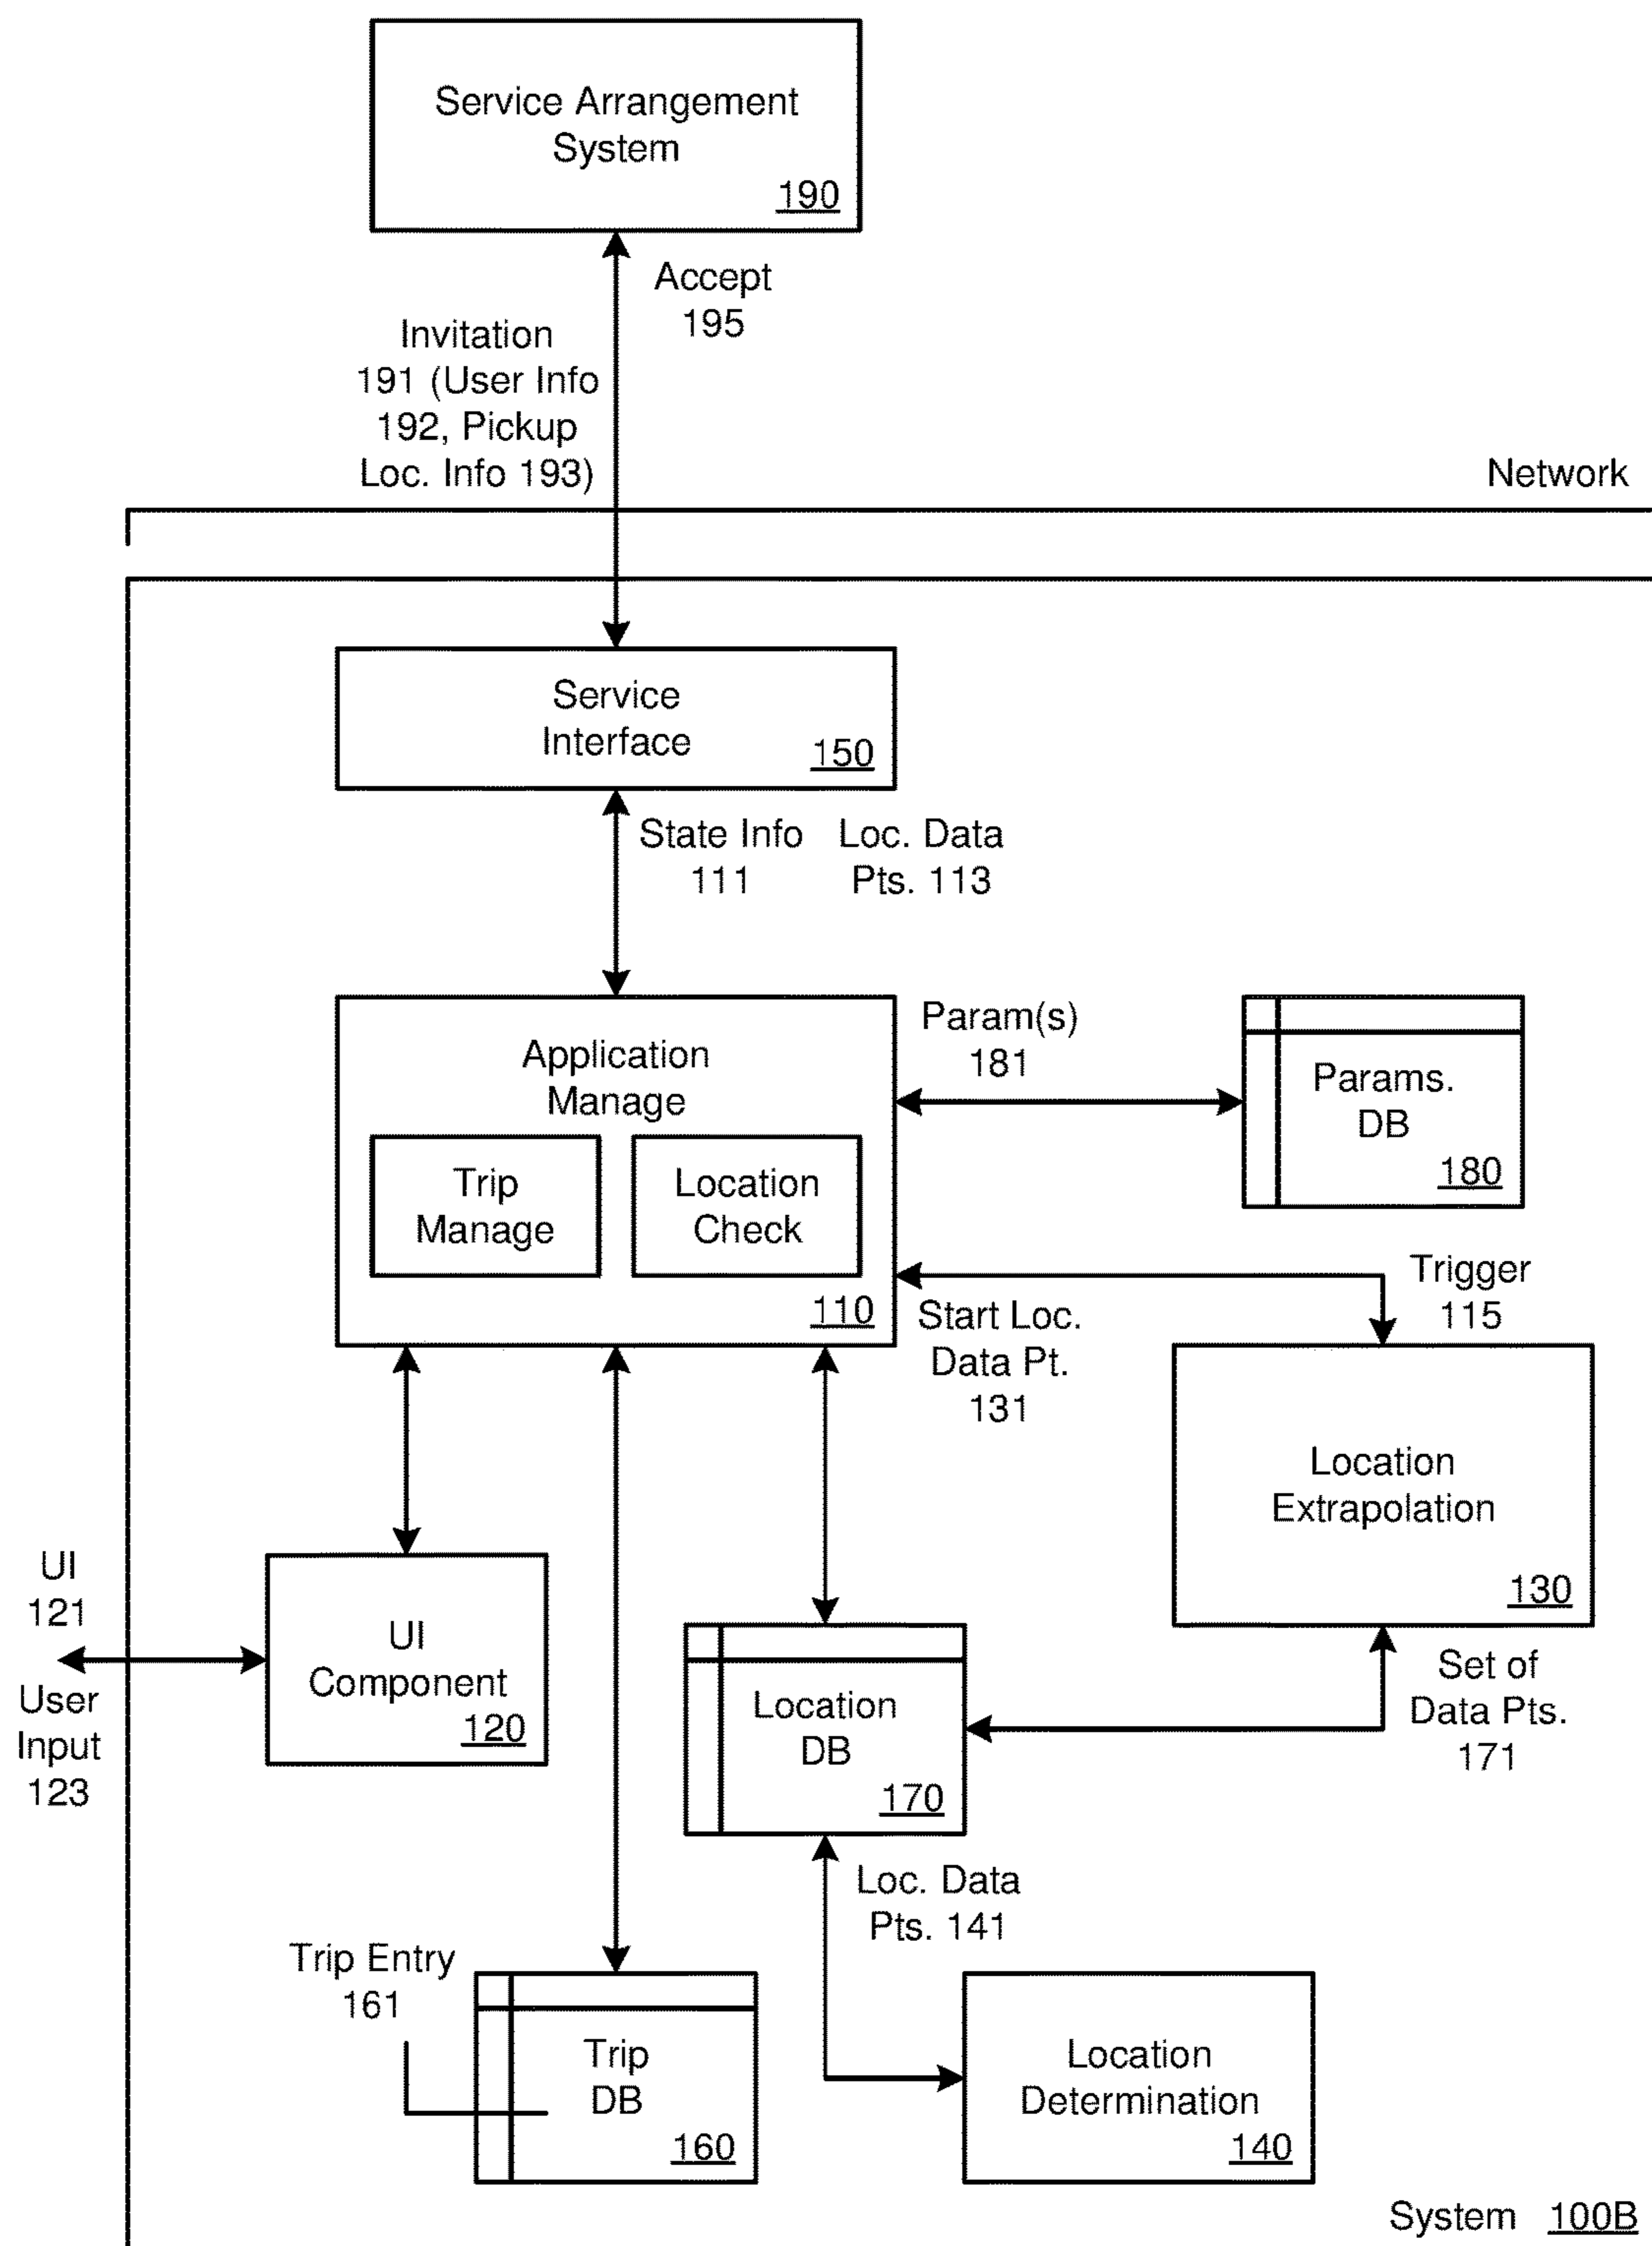 Service Arrangement
System
190
Accept
195
Invitation
191 (User Info
192, Pickup
Loc. Info 193)
Network
Service
Interface
150
State Info
111
Loc. Data
Pts. 113
Application
Manage
Trip
Manage
Location
Check
110
Param(s)
181
Params.
DB
180
Trigger
115
Start Loc.
Data Pt.
131
Location
Extrapolation
130
UI
121
User
Input
123
UI
Component
120
Location
DB
170
Set of
Data Pts.
171
Loc. Data
Pts. 141
Trip Entry
161
Trip
DB
160
Location
Determination
140
System 100B